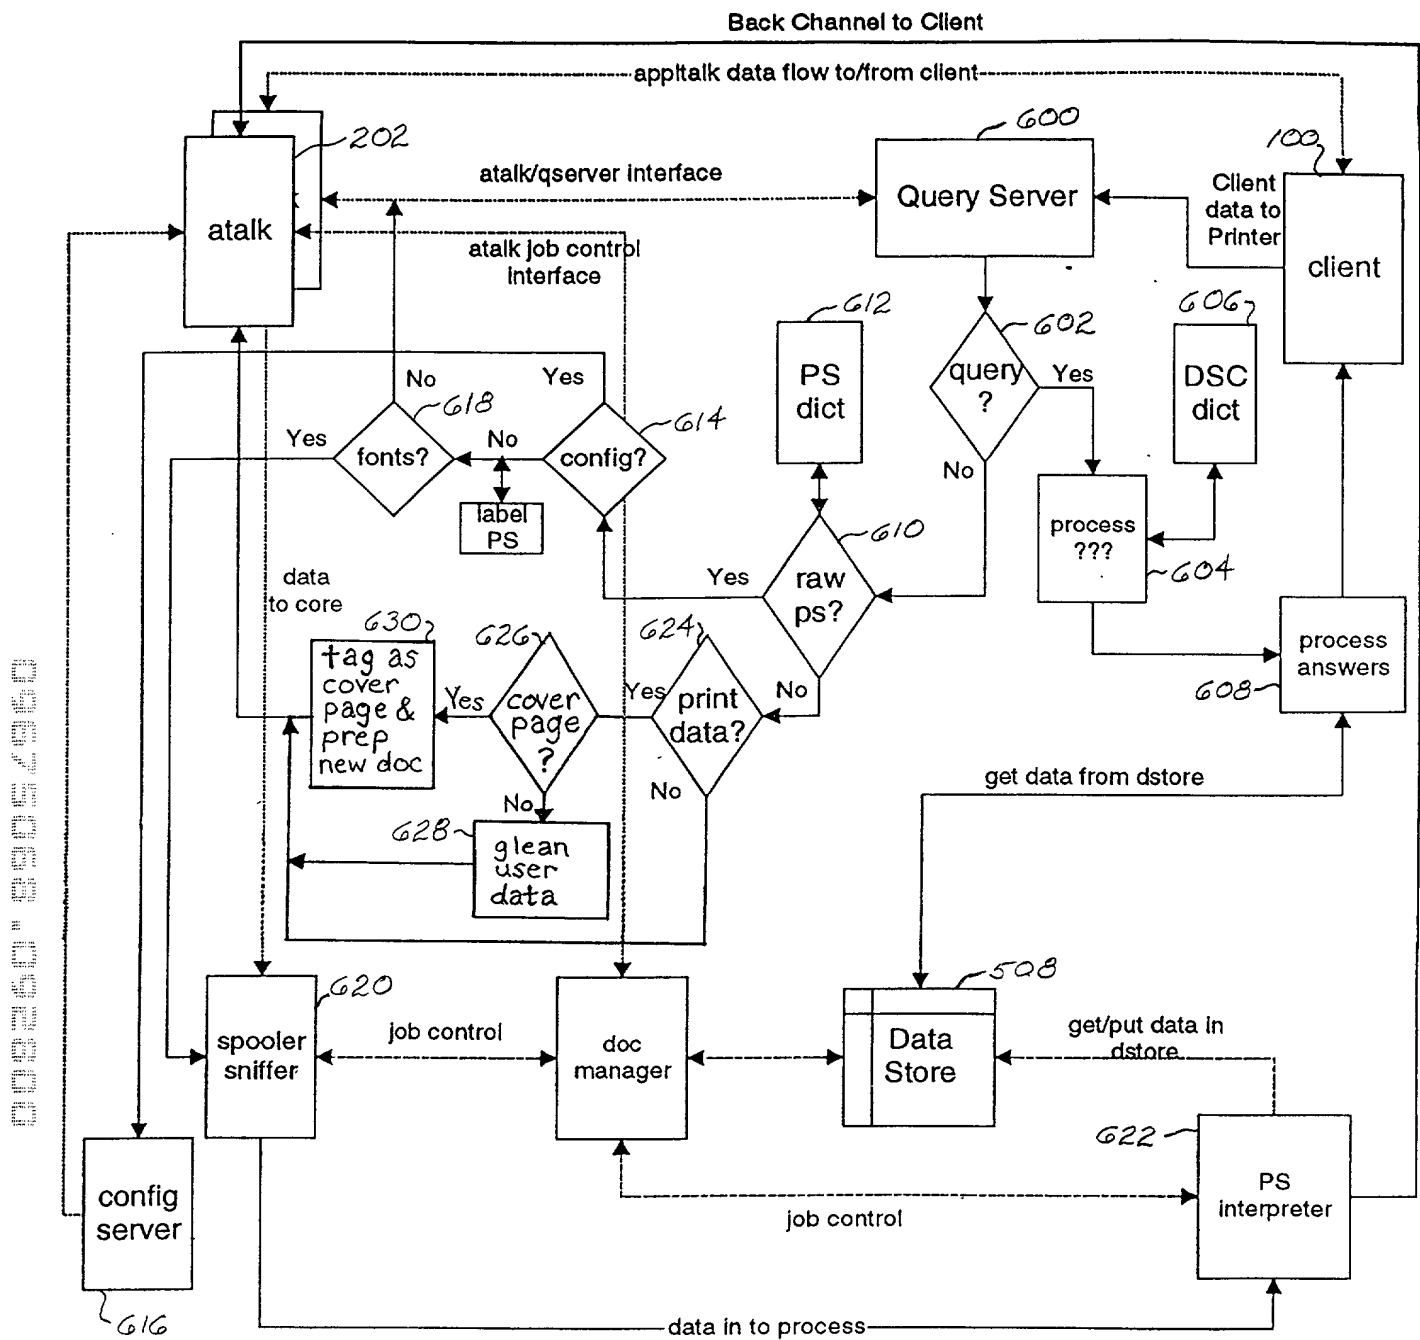 Back Channel to Client
appltalk data flow to/from client
202
600
100
atalk/qserver interface
Query Server
Client
data to
Printer
atalk
atalk job control
interface
client
612
602
606
PS
dict
query
?
Yes
DSC
dict
No
Yes
618
614
Yes
fonts?
No
config?
No
label
PS
610
process
???
604
raw
ps?
Yes
data
to core
630
626
624
process
answers
608
tag as
cover
page &
prep
new doc
Yes
cover
page
?
Yes
print
data?
No
No
No
get data from dstore
628
glean
user
data
620
508
spooler
sniffer
job control
doc
manager
Data
Store
get/put data in
dstore
622
config
server
PS
interpreter
job control
616
data in to process